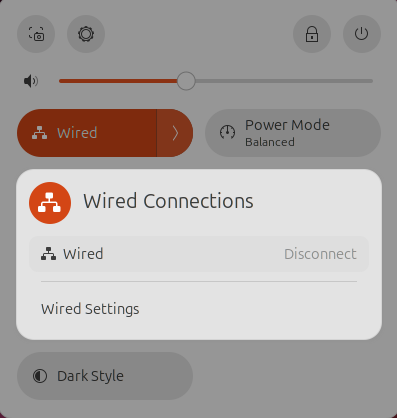 Wired
Power Mode
Balanced
Wired Connections
Wired
Disconnect
Wired Settings
Dark Style